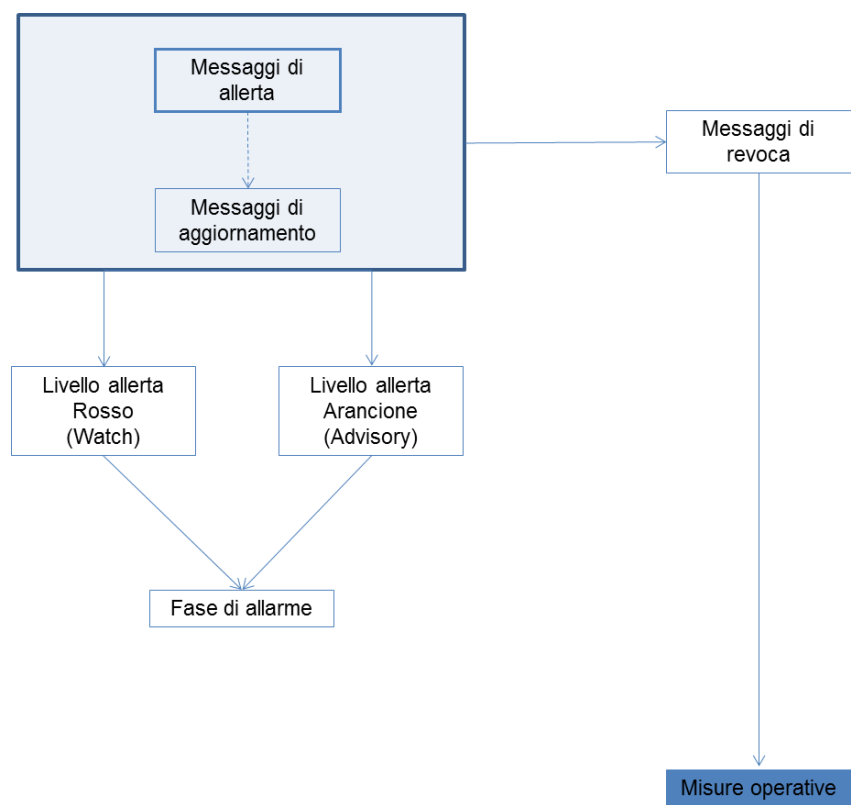 Messaggi di
allerta
Messaggi di
aggiornamento
Messaggi di
revoca
Livello allerta
Rosso
(Watch)
Livello allerta
Arancione
(Advisory)
Fase di allarme
Misure operative